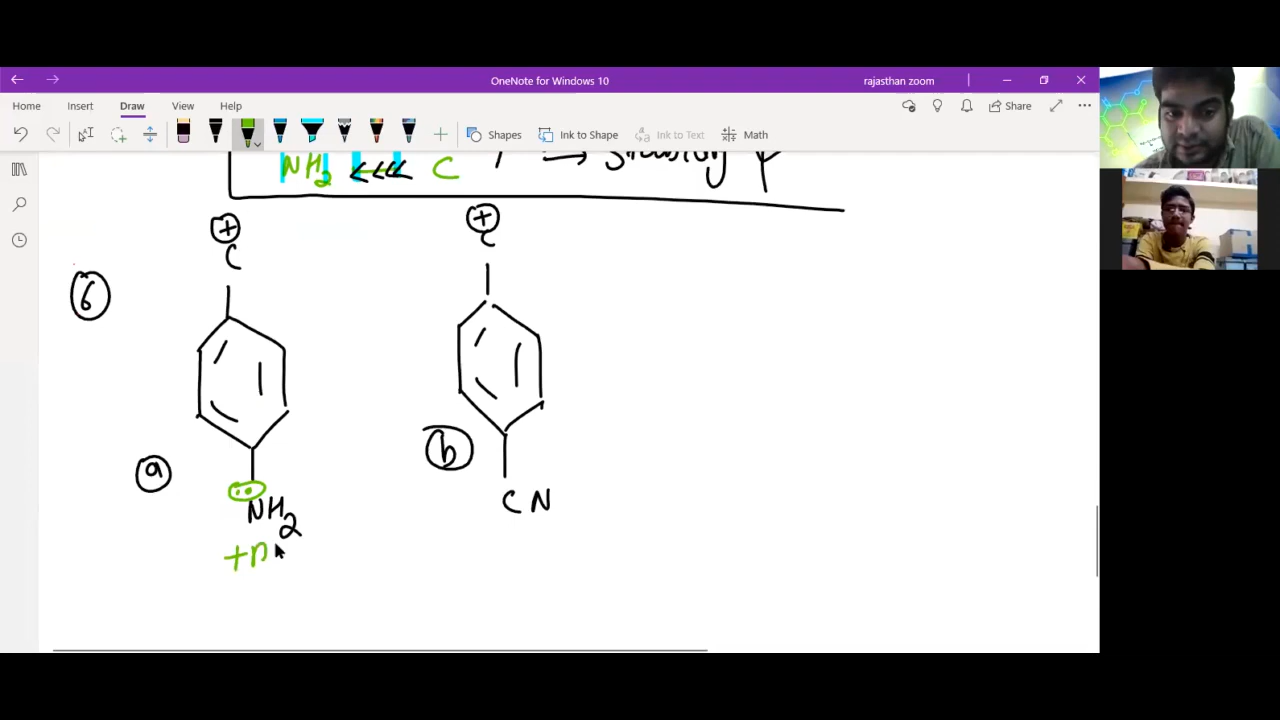 OneNote for Windows 10
rajasthan zoom
Home Insert Draw View Help
Share
Shapes
Ink to Shape
Ink to Text
Math
NH2 C → stability
+
C
+
C
6
a
b
NH2
CN
+m